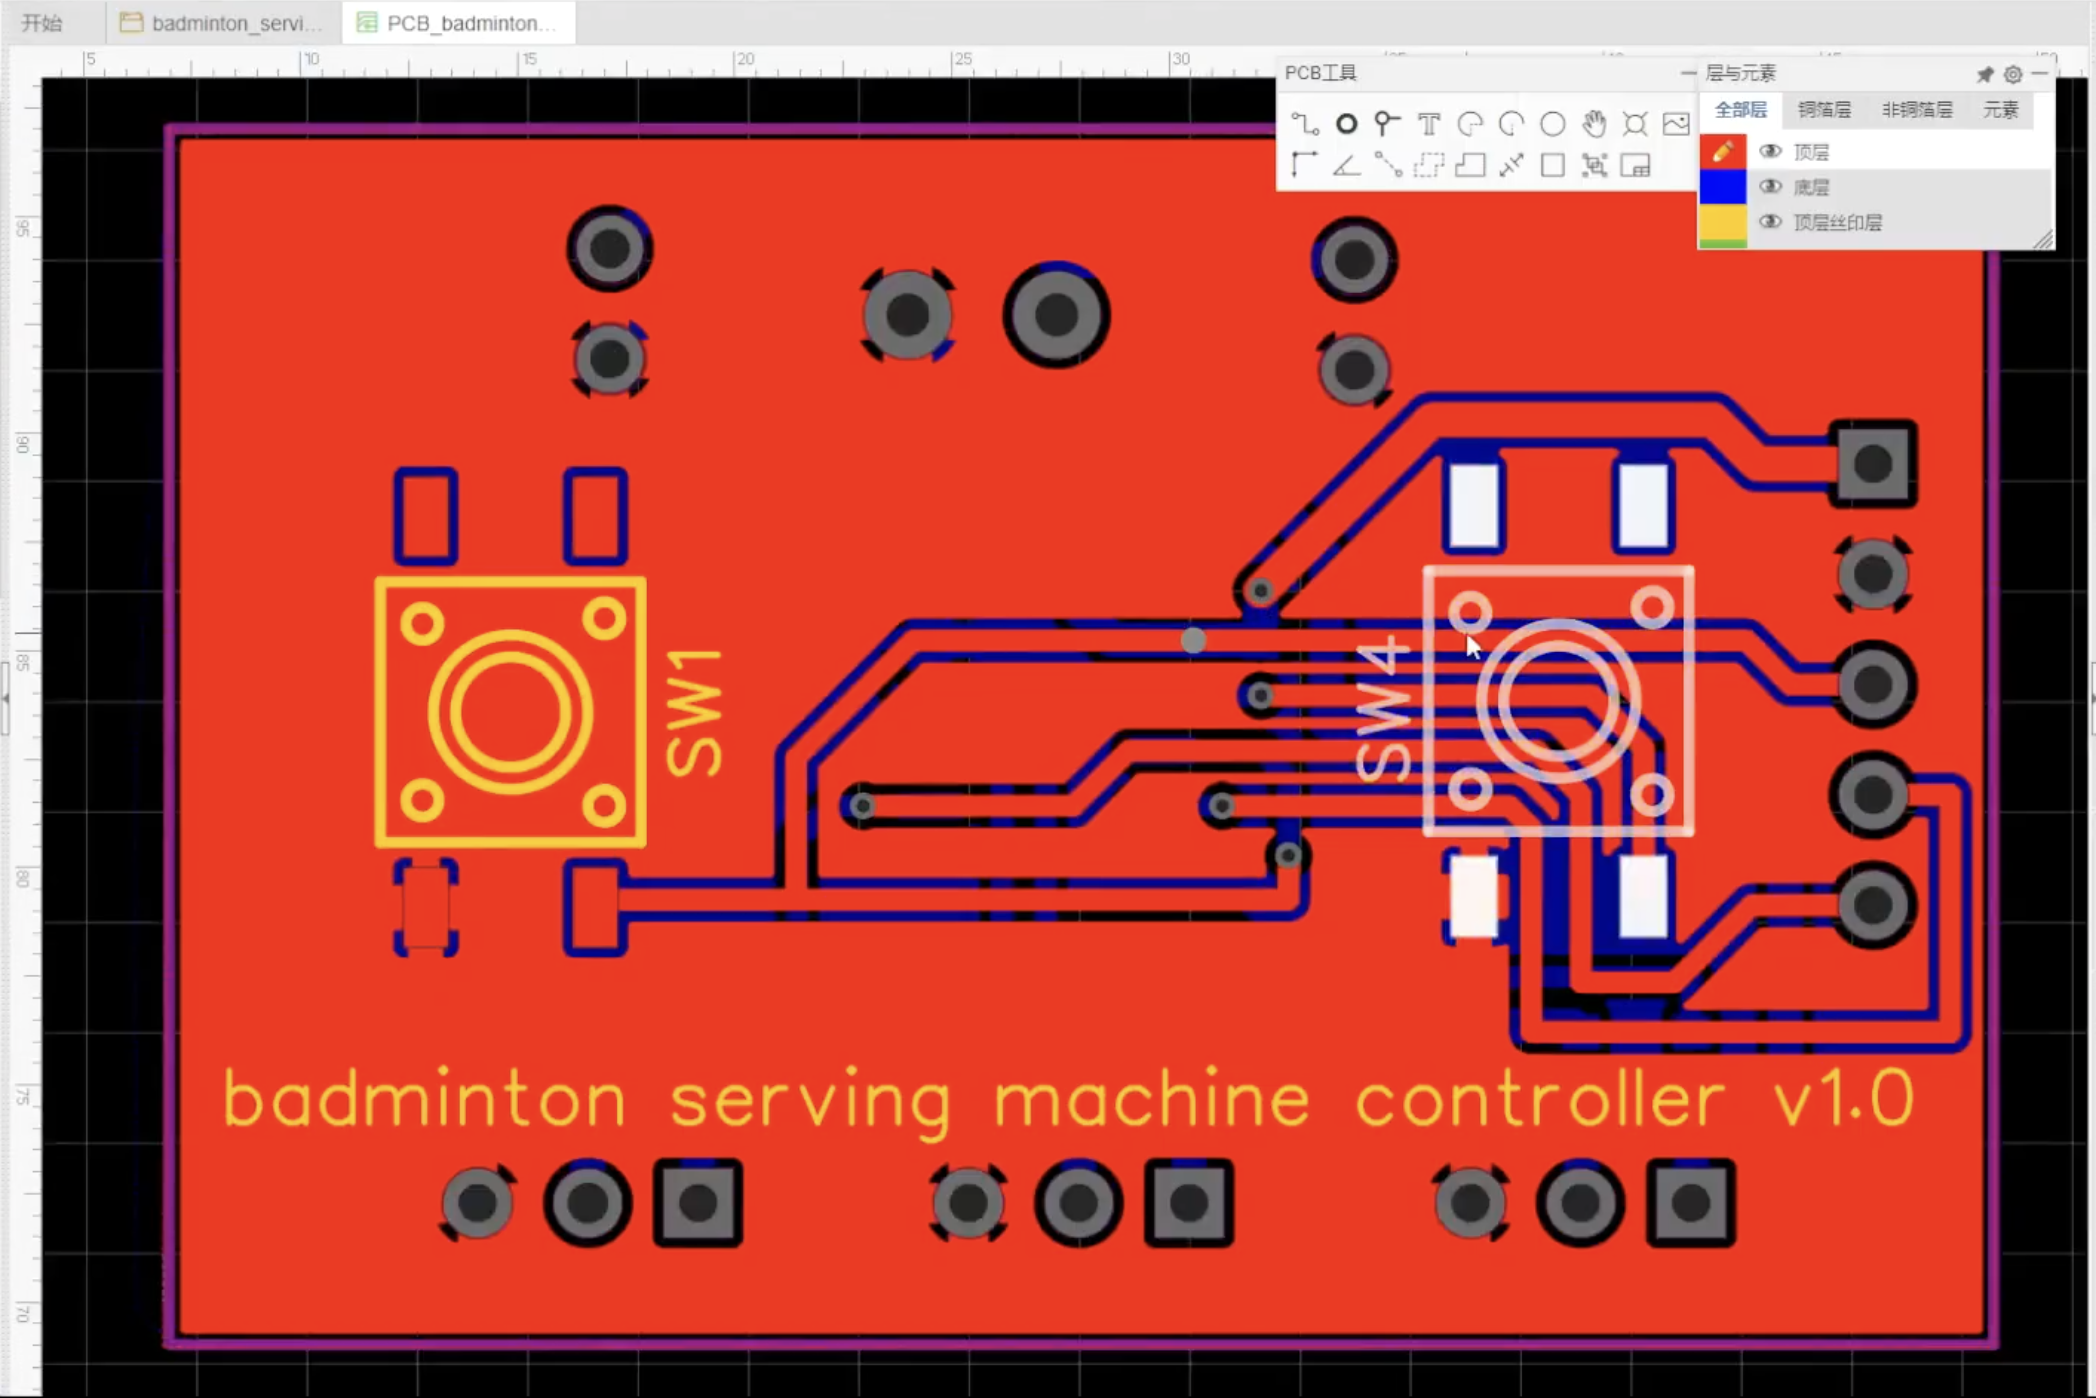 开始
badminton_servi...
PCB_badminton...
5 10 15 20 25 30
PCB工具
层与元素
全部层 铜箔层 非铜箔层 元素
顶层
底层
顶层丝印层
95
90
85
80
75
70
SW1
SW4
badminton serving machine controller v1.0